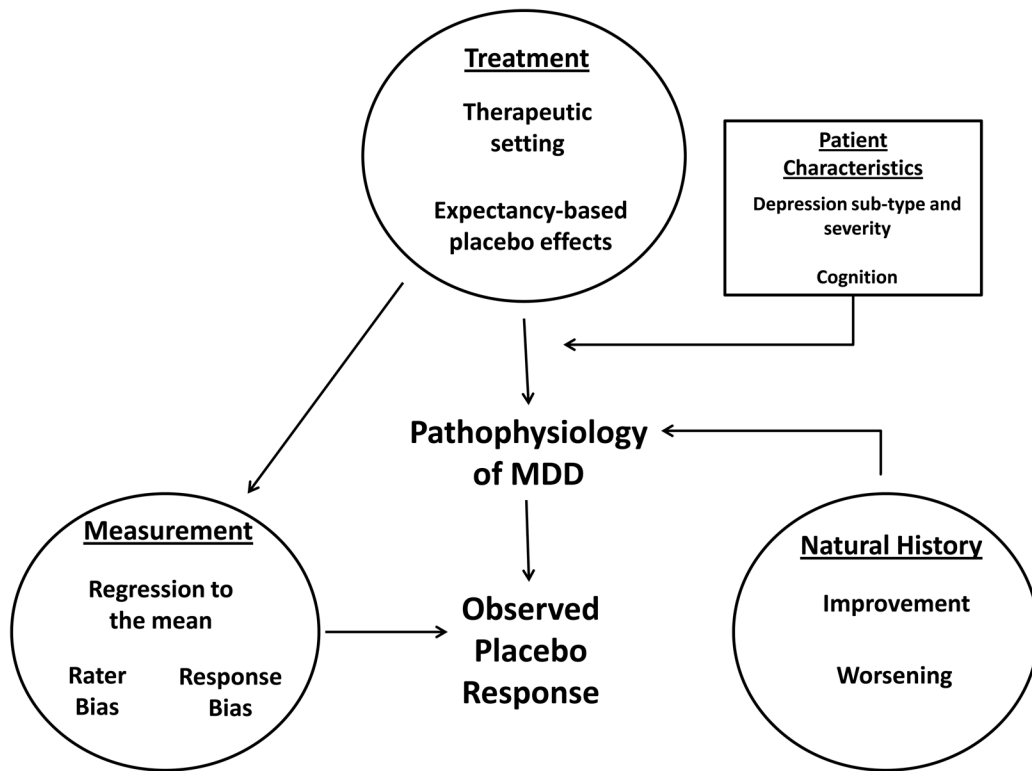 Treatment
Therapeutic
setting
Expectancy-based
placebo effects
Patient
Characteristics
Depression sub-type and
severity
Cognition
Pathophysiology
of MDD
Measurement
Regression to
the mean
Rater
Bias
Response
Bias
Observed
Placebo
Response
Natural History
Improvement
Worsening